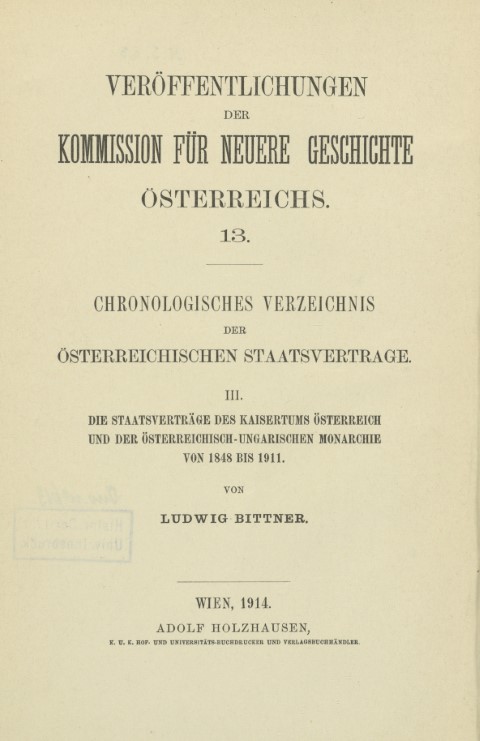 VERÖFFENTLICHUNGEN
DER
KOMMISSION FÜR NEUERE GESCHICHTE
ÖSTERREICHS.
13.
CHRONOLOGISCHES VERZEICHNIS
DER
ÖSTERREICHISCHEN STAATSVERTRAGE.
III.
DIE STAATSVERTRÄGE DES KAISERTUMS ÖSTERREICH
UND DER ÖSTERREICHISCH-UNGARISCHEN MONARCHIE
VON 1848 BIS 1911.
VON
LUDWIG BITTNER.
WIEN, 1914.
ADOLF HOLZHAUSEN,
K. U. K. HOF- UND UNIVERSITÄTS-BUCHDRUCKER UND VERLAGSBUCHHÄNDLER.